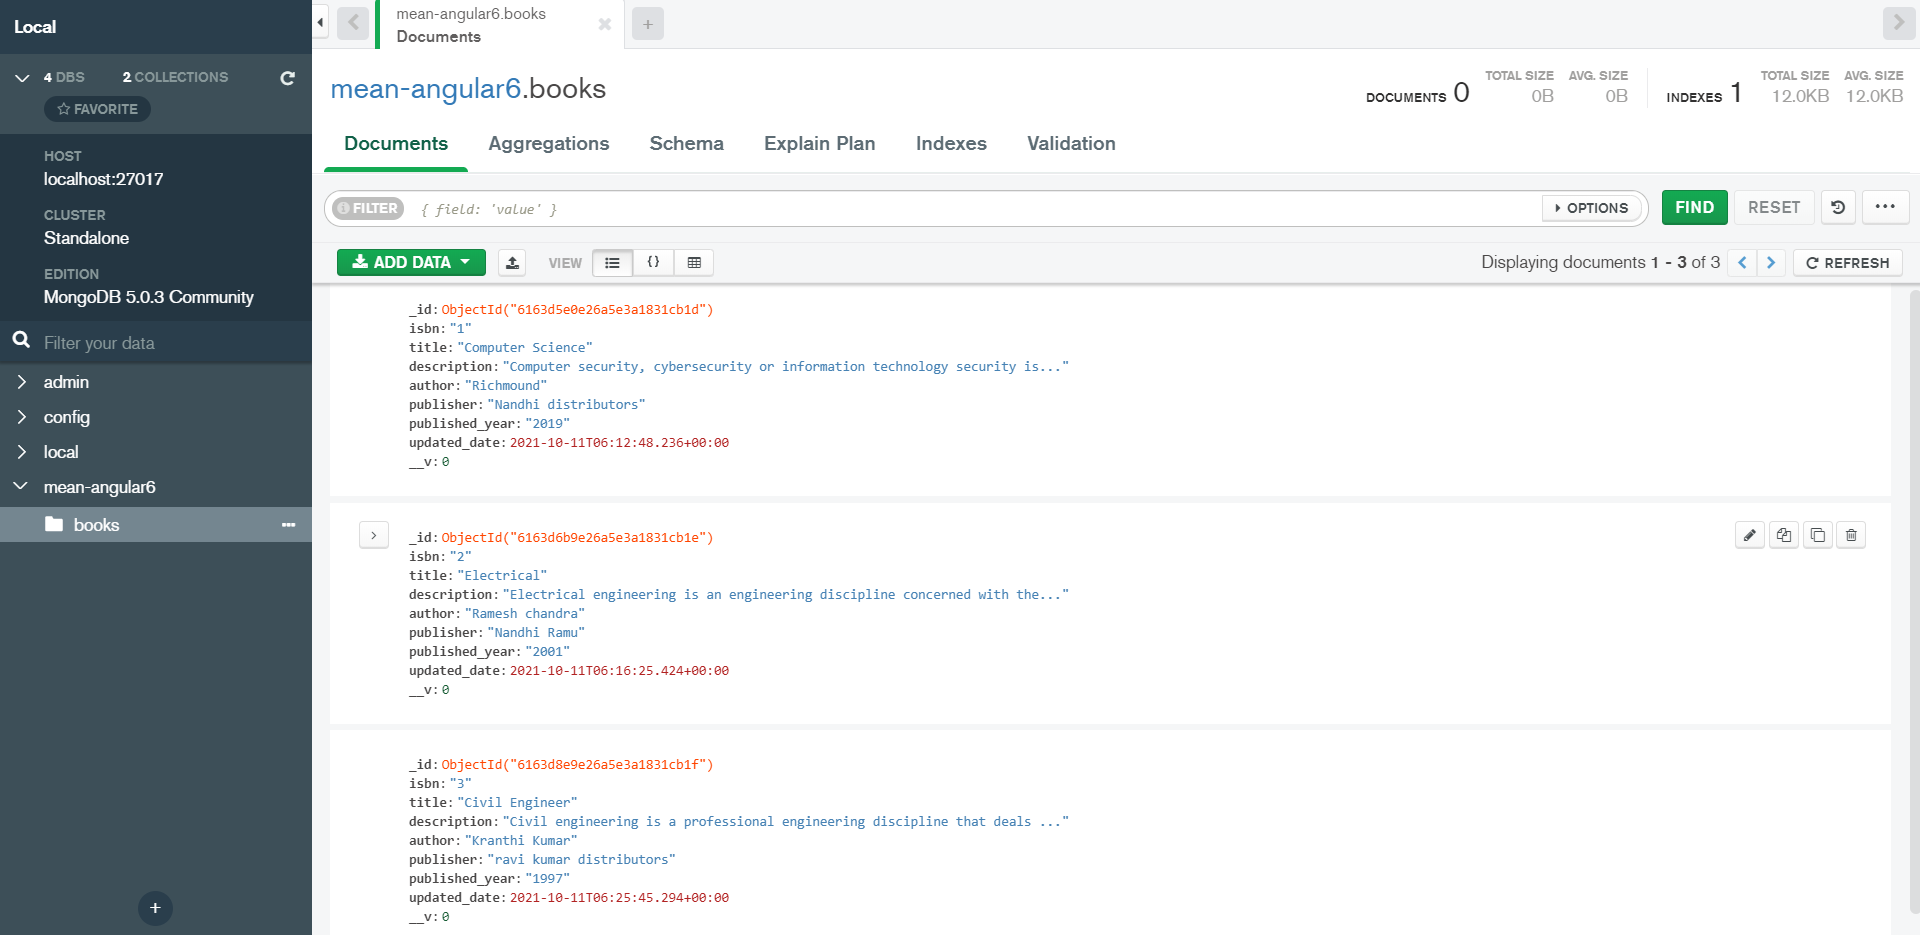 Local
4 DBS 2 COLLECTIONS
FAVORITE
HOST
localhost:27017
CLUSTER
Standalone
EDITION
MongoDB 5.0.3 Community
Filter your data
admin
config
local
mean-angular6
books
mean-angular6.books
Documents
mean-angular6.books
DOCUMENTS 0 TOTAL SIZE 0B AVG. SIZE 0B INDEXES 1 TOTAL SIZE 12.0KB AVG. SIZE 12.0KB
Documents Aggregations Schema Explain Plan Indexes Validation
FILTER { field: 'value' } OPTIONS FIND RESET
ADD DATA VIEW {} Displaying documents 1 - 3 of 3 REFRESH
_id: ObjectId("6163d5e0e26a5e3a1831cb1d")
isbn: "1"
title: "Computer Science"
description: "Computer security, cybersecurity or information technology security is..."
author: "Richmound"
publisher: "Nandhi distributors"
published_year: "2019"
updated_date: 2021-10-11T06:12:48.236+00:00
__v: 0
_id: ObjectId("6163d6b9e26a5e3a1831cb1e")
isbn: "2"
title: "Electrical"
description: "Electrical engineering is an engineering discipline concerned with the..."
author: "Ramesh chandra"
publisher: "Nandhi Ramu"
published_year: "2001"
updated_date: 2021-10-11T06:16:25.424+00:00
__v: 0
_id: ObjectId("6163d8e9e26a5e3a1831cb1f")
isbn: "3"
title: "Civil Engineer"
description: "Civil engineering is a professional engineering discipline that deals ..."
author: "Kranthi Kumar"
publisher: "ravi kumar distributors"
published_year: "1997"
updated_date: 2021-10-11T06:25:45.294+00:00
__v: 0